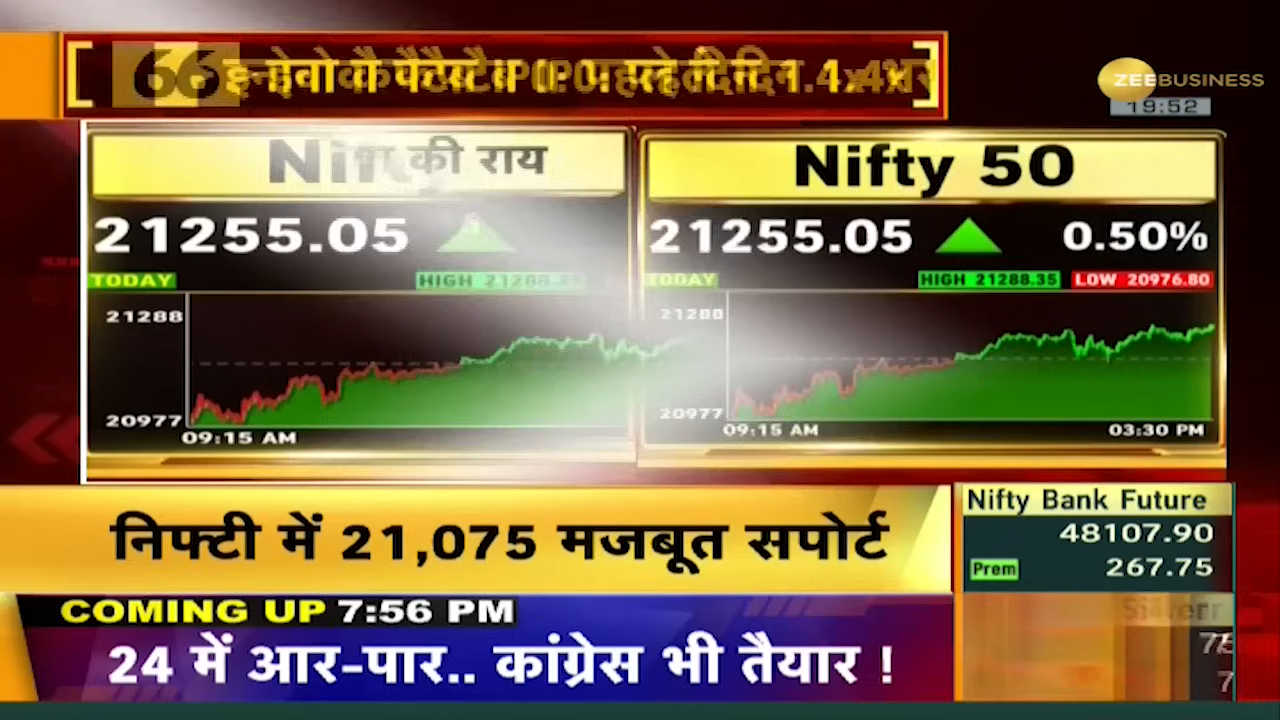 ZEEBUSINESS
19:52
की राय
21255.05
TODAY HIGH
21288
20977
09:15 AM
Nifty 50
21255.05 0.50%
TODAY HIGH 21288.35 LOW 20976.80
21288
20977
09:15 AM 03:30 PM
निफ्टी में 21,075 मजबूत सपोर्ट
Nifty Bank Future
48107.90
Prem 267.75
COMING UP 7:56 PM
24 में आर-पार.. कांग्रेस भी तैयार !